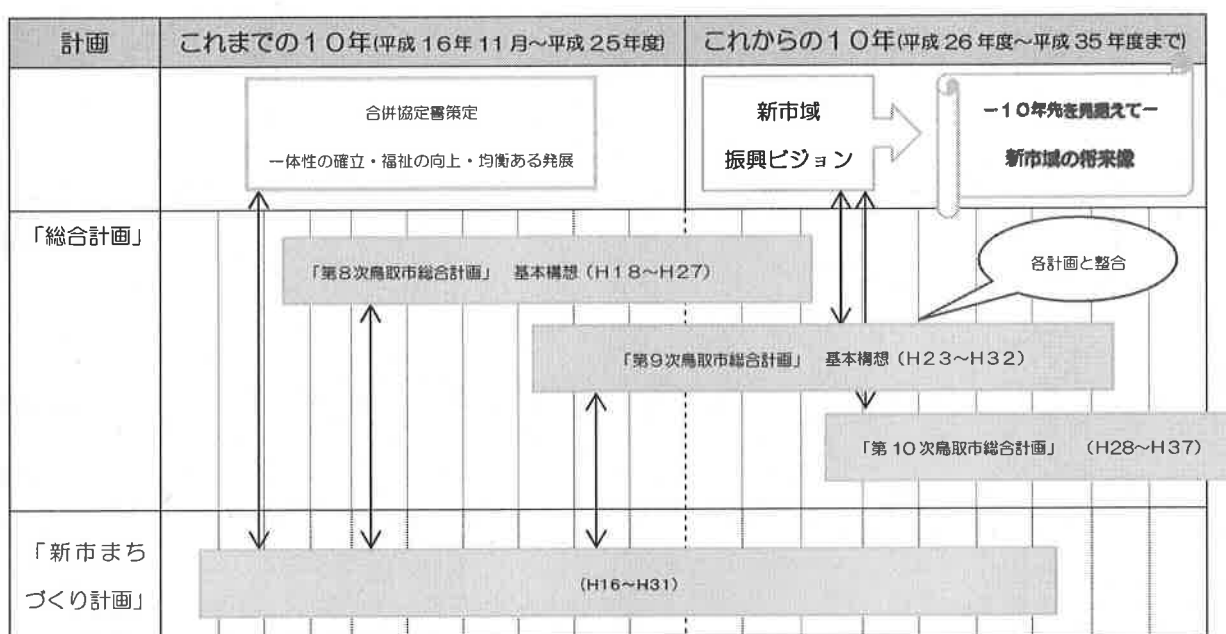 計画
これまでの10年(平成16年11月～平成25年度)
これからの10年(平成26年度～平成35年度まで)
合併協定書策定
一体性の確立・福祉の向上・均衡ある発展
新市域
振興ビジョン
－10年先を見据えて－
新市域の将来像
「総合計画」
「第8次鳥取市総合計画」　基本構想（H18～H27）
各計画と整合
「第9次鳥取市総合計画」　基本構想（H23～H32）
「第10次鳥取市総合計画」　（H28～H37）
「新市まち
づくり計画」
(H16～H31)